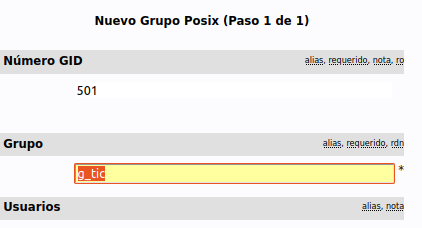 Nuevo Grupo Posix (Paso 1 de 1)
Número GID alias, requerido, nota, ro
501
Grupo alias, requerido, rdn
g_tic *
Usuarios alias, nota